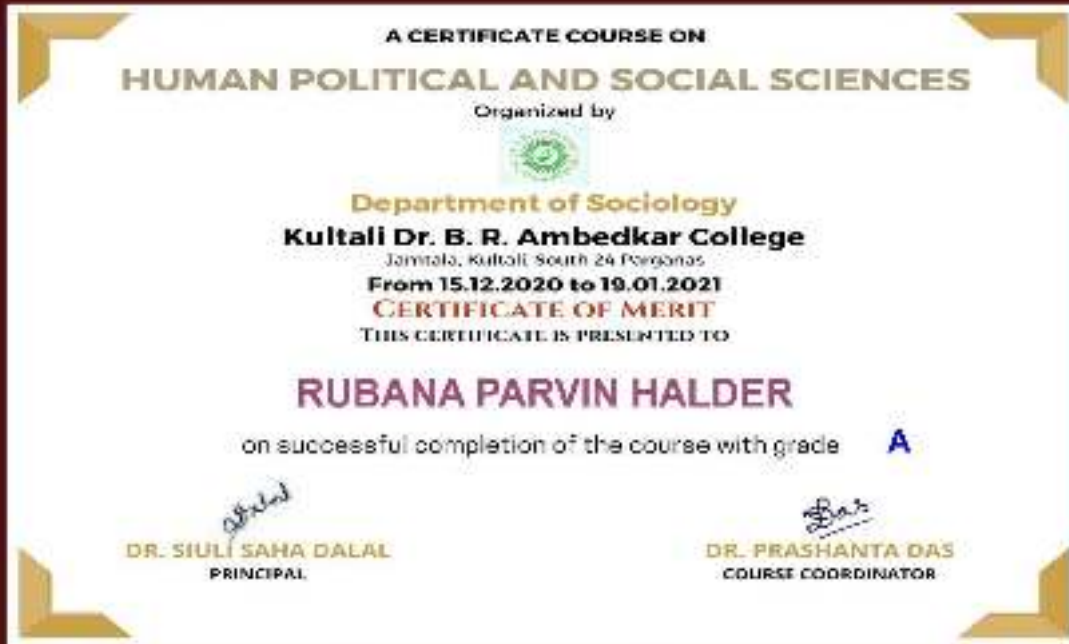 A CERTIFICATE COURSE ON
HUMAN POLITICAL AND SOCIAL SCIENCES
Organized by
Department of Sociology
Kultali Dr. B. R. Ambedkar College
Jamtala, Kultali, South 24 Parganas
From 15.12.2020 to 19.01.2021
CERTIFICATE OF MERIT
THIS CERTIFICATE IS PRESENTED TO
RUBANA PARVIN HALDER
on successful completion of the course with grade A
DR. SIULI SAHA DALAL
PRINCIPAL
Das
DR. PRASHANTA DAS
COURSE COORDINATOR